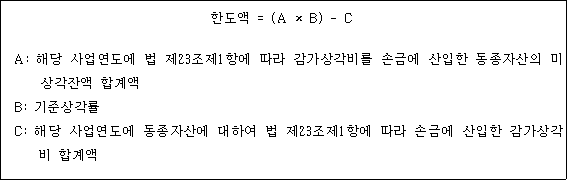 한도액 = (A × B) - C
A: 해당 사업연도에 법 제23조제1항에 따라 감가상각비를 손금에 산입한 동종자산의 미
상각잔액 합계액
B: 기준상각률
C: 해당 사업연도에 동종자산에 대하여 법 제23조제1항에 따라 손금에 산입한 감가상각
비 합계액